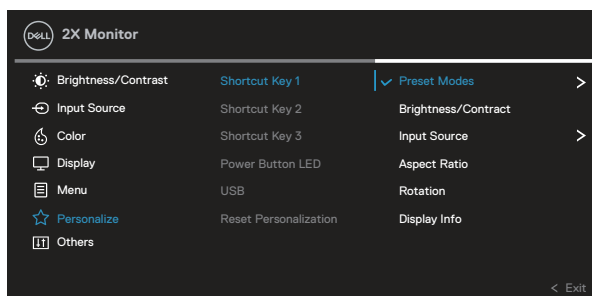 DELL 2X Monitor
Brightness/Contrast
Input Source
Color
Display
Menu
Personalize
Others
Shortcut Key 1
Shortcut Key 2
Shortcut Key 3
Power Button LED
USB
Reset Personalization
Preset Modes >
Brightness/Contract
Input Source >
Aspect Ratio
Rotation
Display Info
< Exit